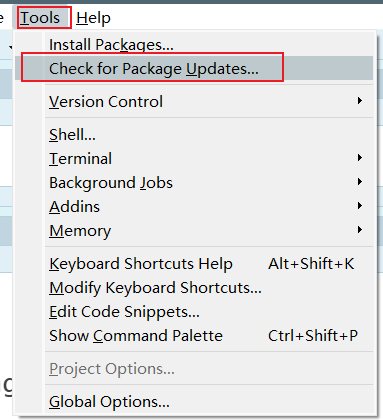 Tools Help
Install Packages...
Check for Package Updates...
Version Control
Shell...
Terminal
Background Jobs
Addins
Memory
Keyboard Shortcuts Help Alt+Shift+K
Modify Keyboard Shortcuts...
Edit Code Snippets...
Show Command Palette Ctrl+Shift+P
Project Options...
Global Options...